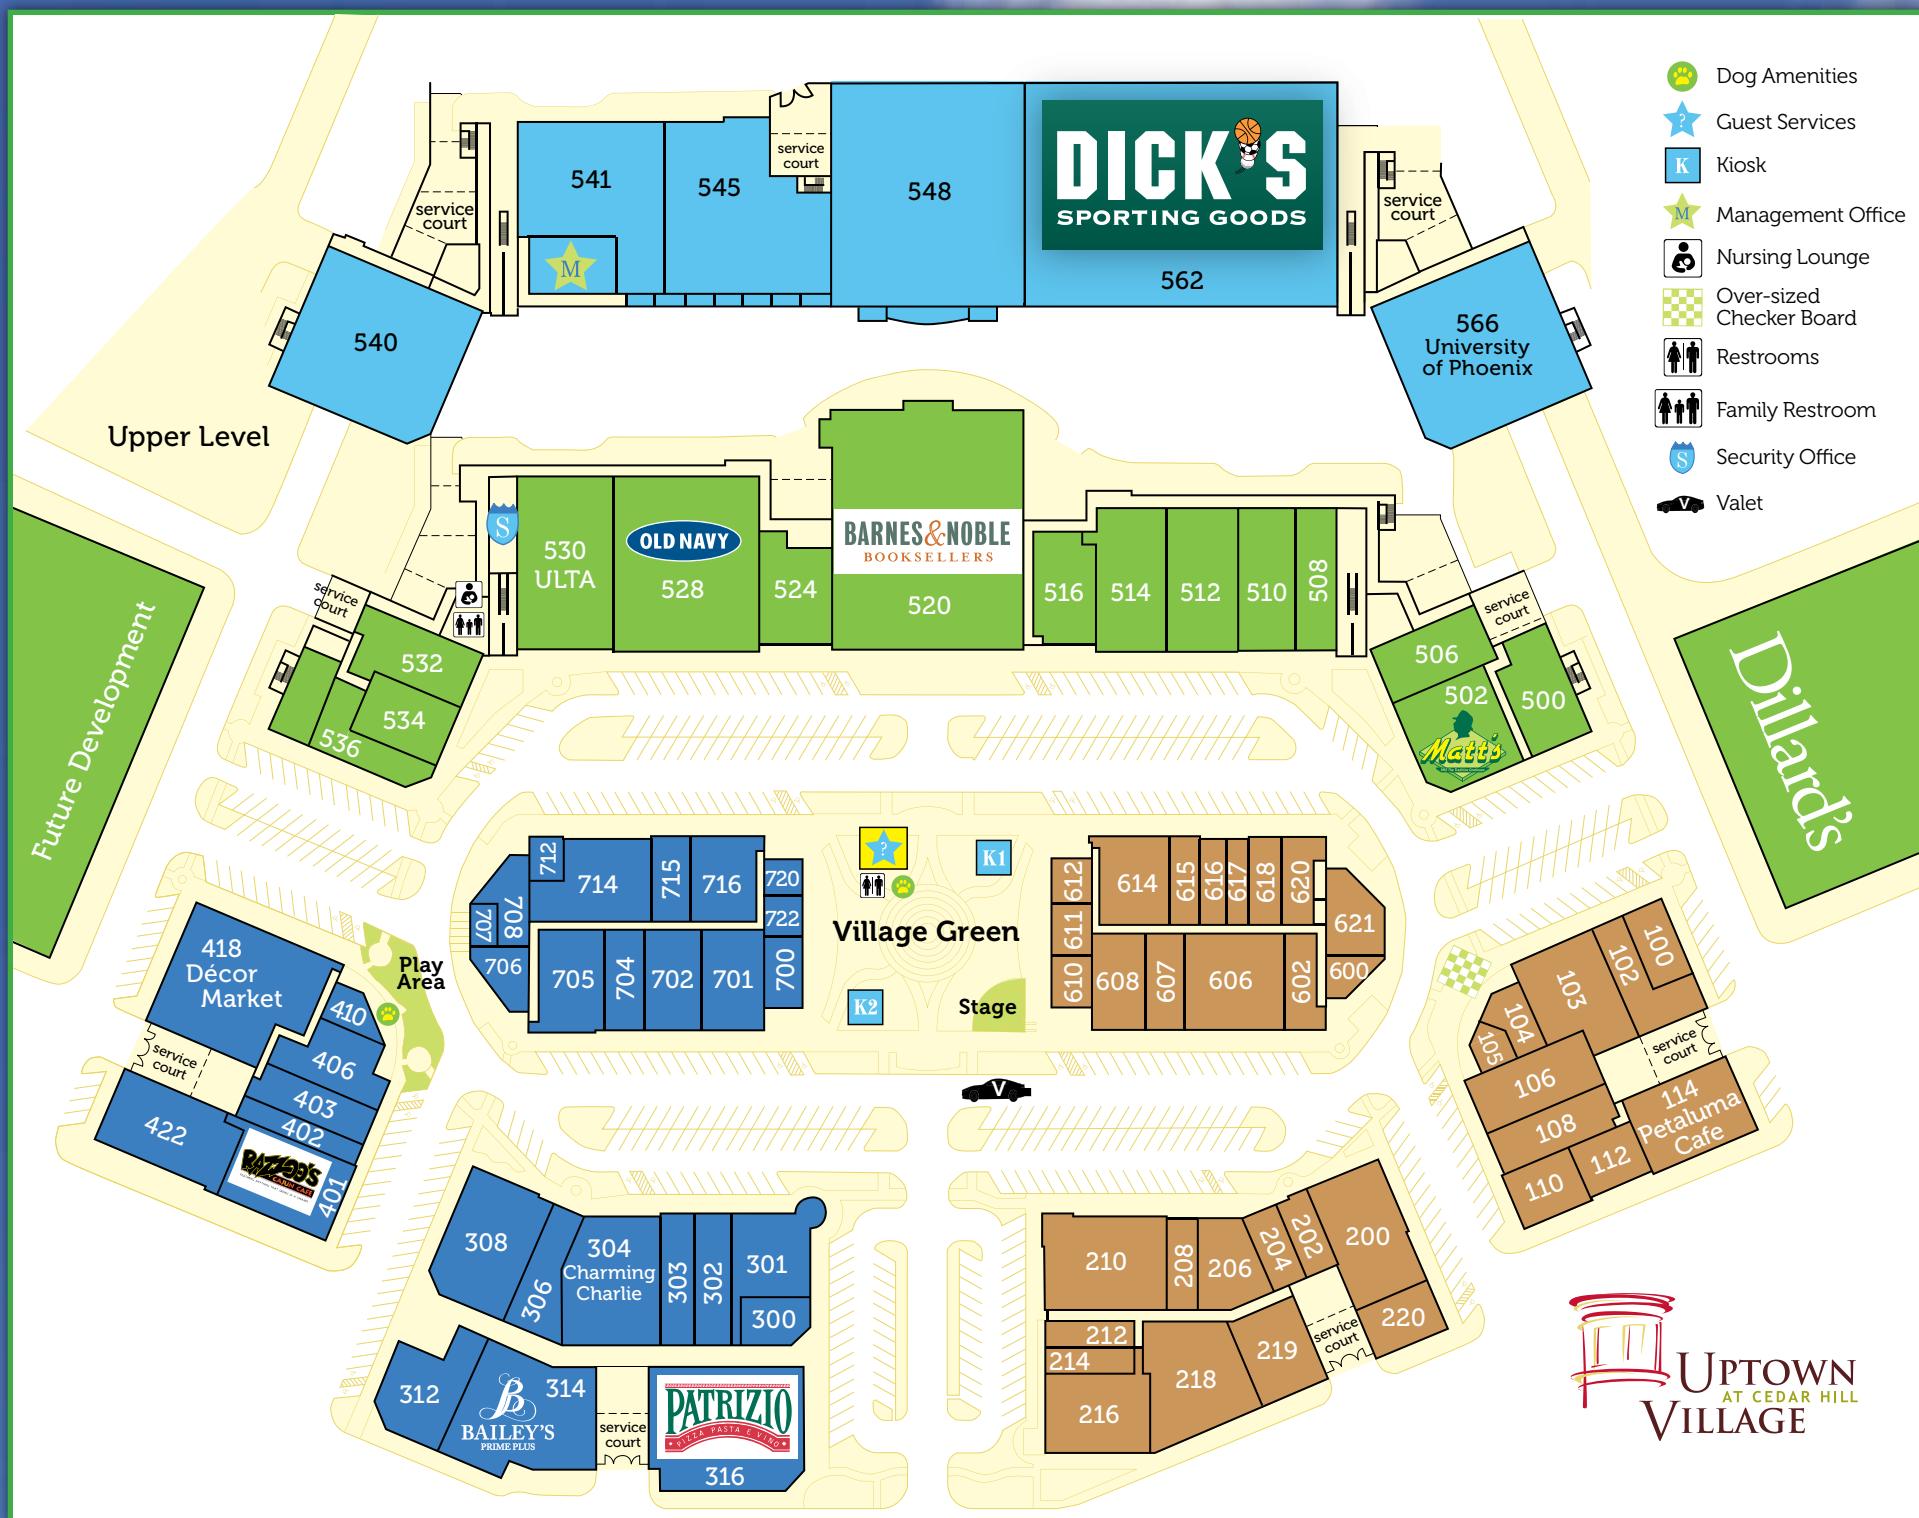 Dog Amenities
? Guest Services
K Kiosk
M Management Office
Nursing Lounge
Over-sized
Checker Board
Restrooms
Family Restroom
S Security Office
V Valet
541
545
service
court
548
DICK'S
SPORTING GOODS
562
service
court
service
court
M
540
566
University
of Phoenix
Upper Level
S
530
ULTA
OLD NAVY
528
524
BARNES&NOBLE
BOOKSELLERS
520
516
514
512
510
508
service
court
service
court
532
534
536
506
502
Matt's
500
Future Development
Dillard's
712
714
715
716
720
722
700
701
702
704
705
706
707
708
?
K1
Village Green
K2
Stage
612
611
610
614
615
616
617
618
620
621
600
602
606
607
608
V
418
Décor
Market
Play
Area
410
406
403
402
401
RAZZOO'S
CAJUN CAFE
422
service
court
100
102
103
104
105
106
108
110
112
114
Petaluma
Cafe
service
court
308
306
304
Charming
Charlie
303
302
301
300
312
314
B
BAILEY'S
PRIME PLUS
service
court
PATRIZIO
PIZZA PASTA E VINO
316
210
208
206
204
202
200
220
service
court
219
218
212
214
216
UPTOWN
AT CEDAR HILL
VILLAGE